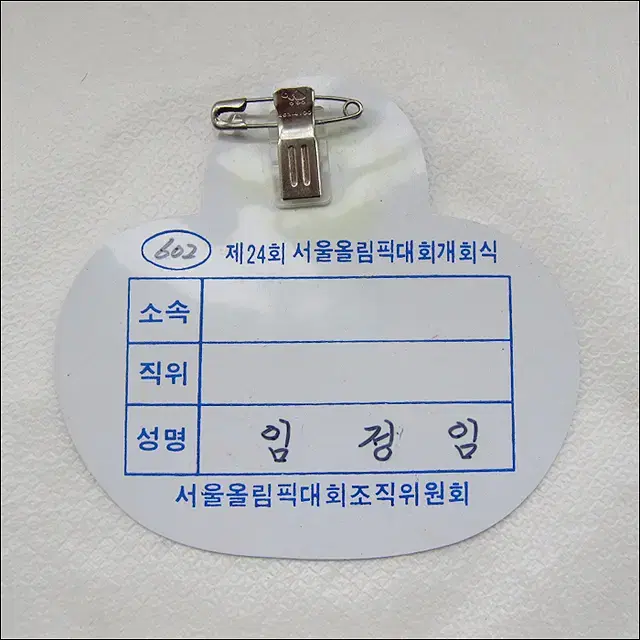 602 제24회 서울올림픽대회개회식
소속
직위
성명 임 정 임
서울올림픽대회조직위원회